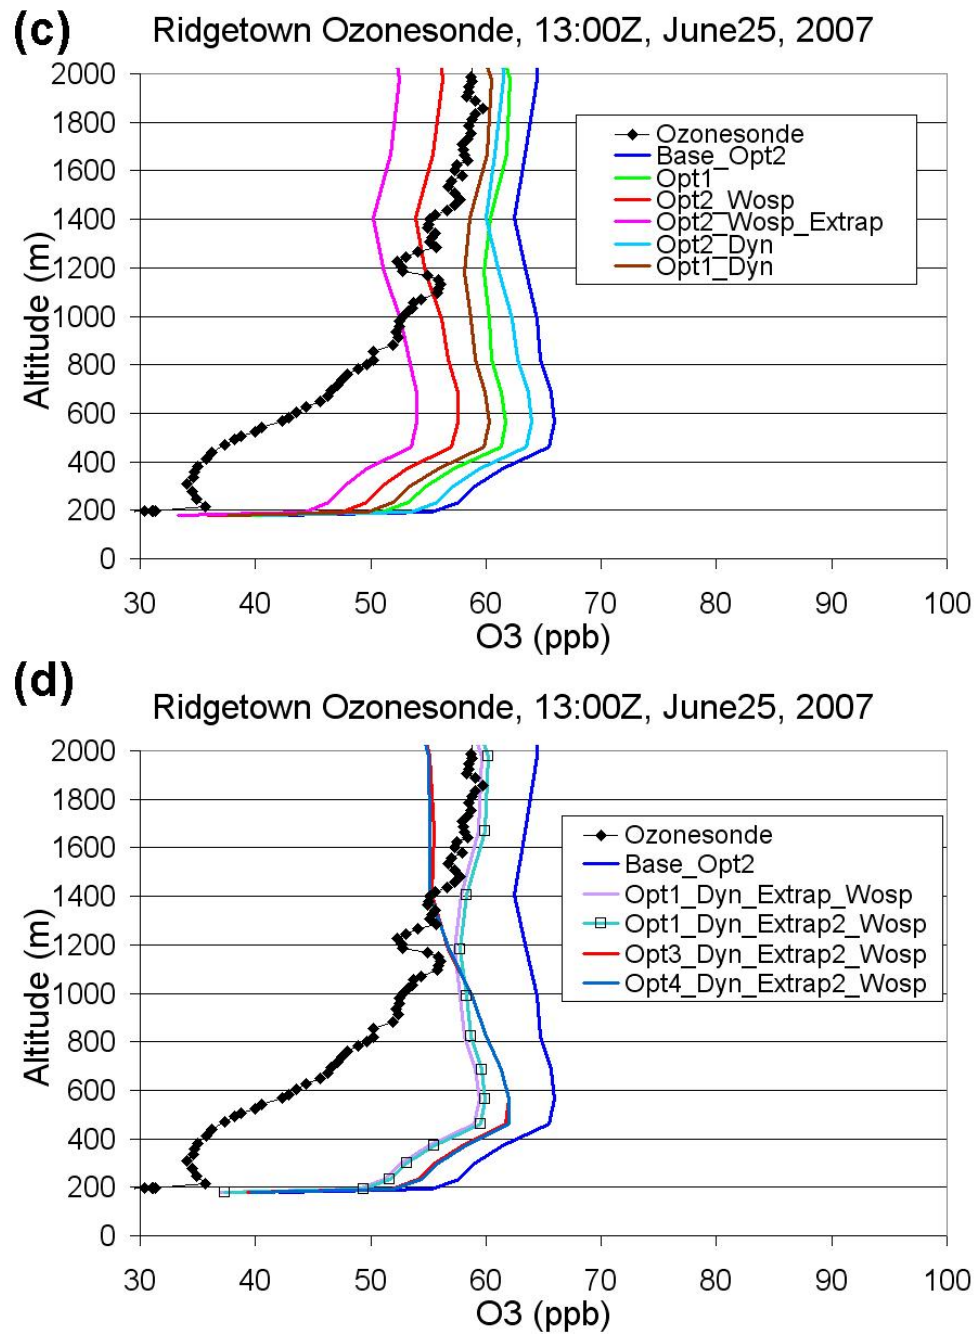 (c) Ridgetown Ozonesonde, 13:00Z, June25, 2007
2000
1800
1600
1400
1200
1000
800
600
400
200
0
Altitude (m)
Ozonesonde
Base_Opt2
Opt1
Opt2_Wosp
Opt2_Wosp_Extrap
Opt2_Dyn
Opt1_Dyn
30 40 50 60 70 80 90 100
O3 (ppb)
(d)
Ridgetown Ozonesonde, 13:00Z, June25, 2007
2000
1800
1600
1400
1200
1000
800
600
400
200
0
Altitude (m)
Ozonesonde
Base_Opt2
Opt1_Dyn_Extrap_Wosp
Opt1_Dyn_Extrap2_Wosp
Opt3_Dyn_Extrap2_Wosp
Opt4_Dyn_Extrap2_Wosp
30 40 50 60 70 80 90 100
O3 (ppb)